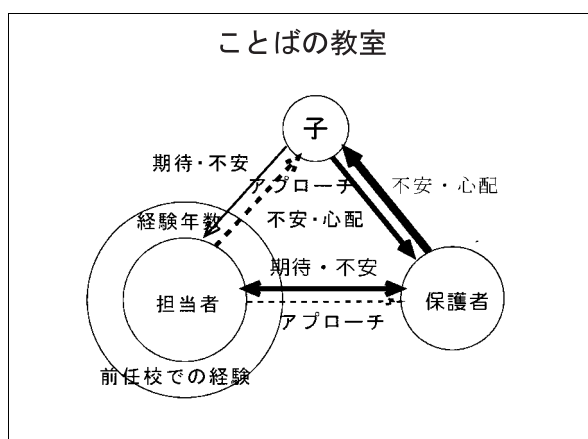 ことばの教室
子
期待・不安
アプローチ
不安・心配
不安・心配
経験年数
期待・不安
担当者
保護者
アプローチ
前任校での経験